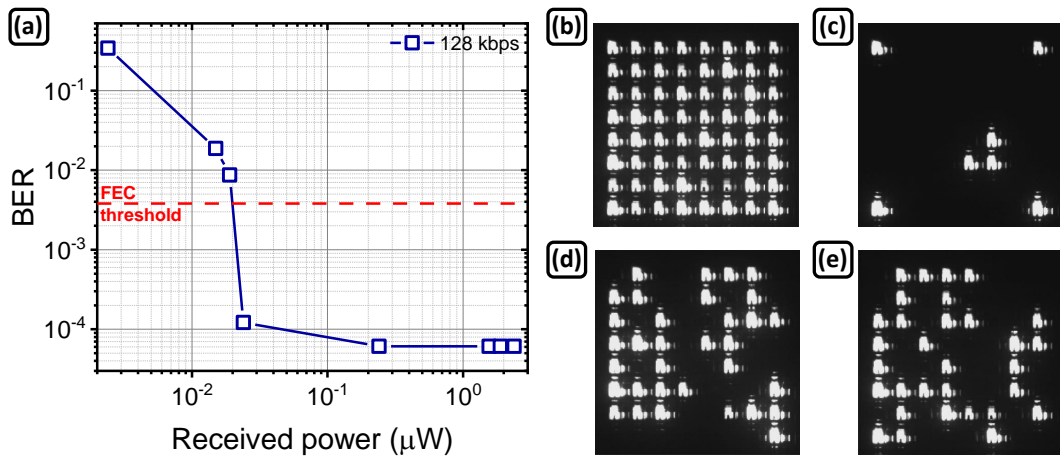 (a)
128 kbps
10⁻¹
10⁻²
10⁻³
10⁻⁴
BER
FEC
threshold
10⁻² 10⁻¹ 10⁰
Received power (μW)
(b)
(c)
(d)
(e)